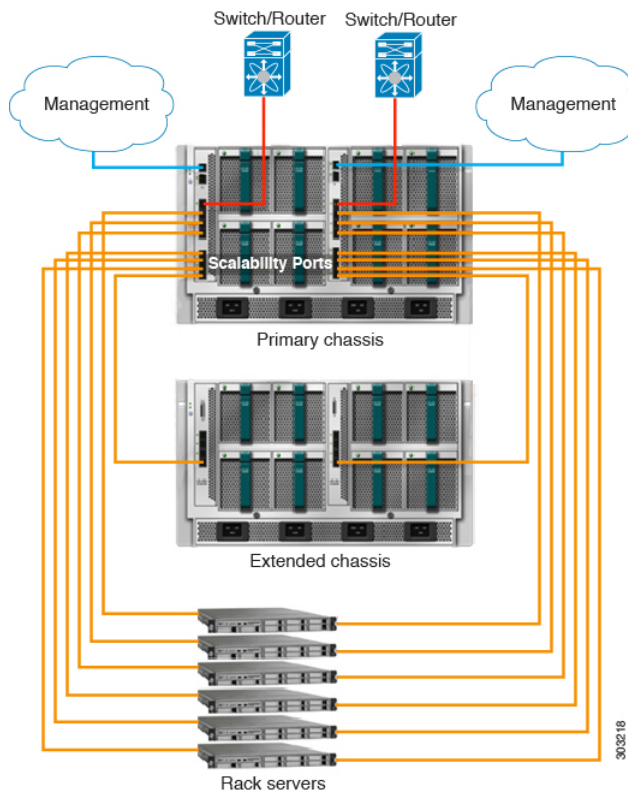 Switch/Router
Switch/Router
Management
Management
Scalability Ports
Primary chassis
Extended chassis
Rack servers
303218